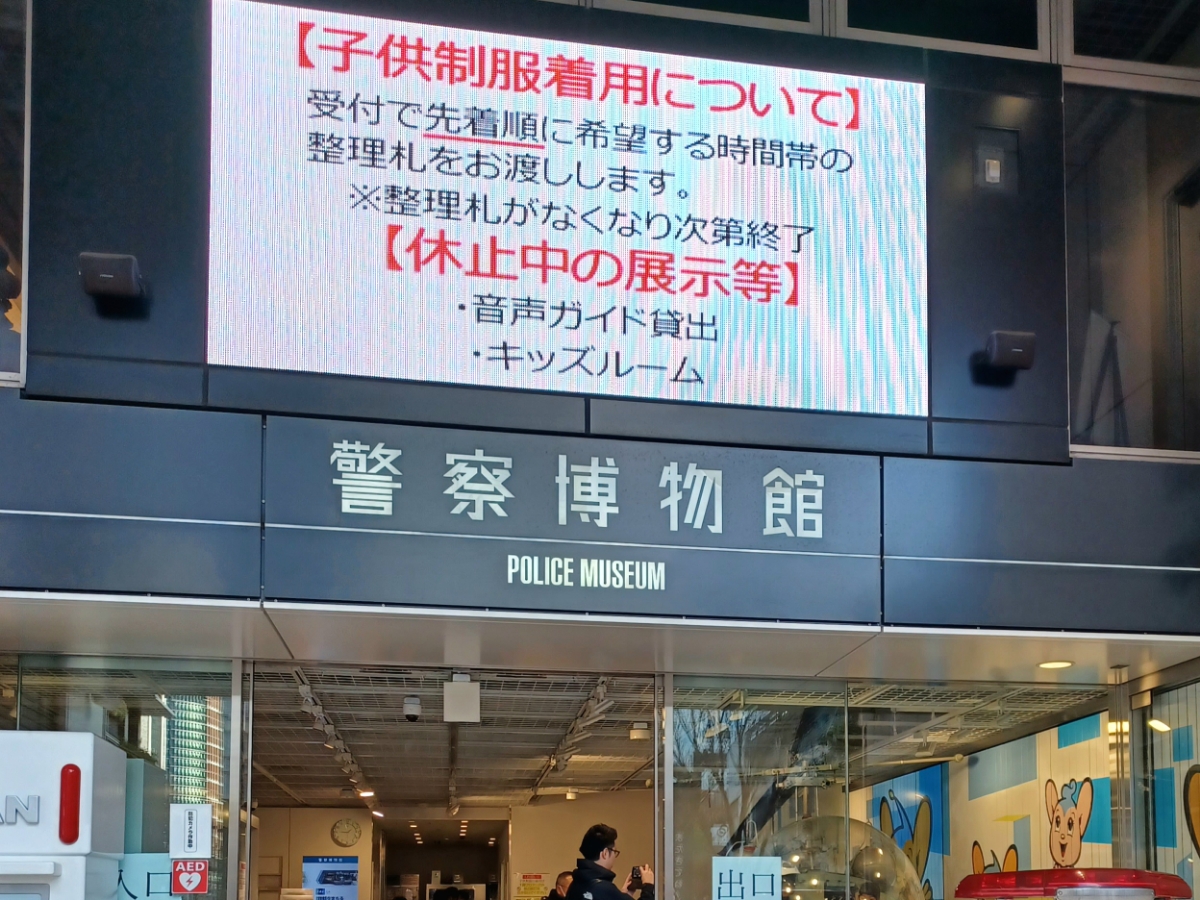 【子供制服着用について】
受付で先着順に希望する時間帯の
整理札をお渡しします。
※整理札がなくなり次第終了
【休止中の展示等】
・音声ガイド貸出
・キッズルーム
警察博物館
POLICE MUSEUM
AN
AED
入口
出口